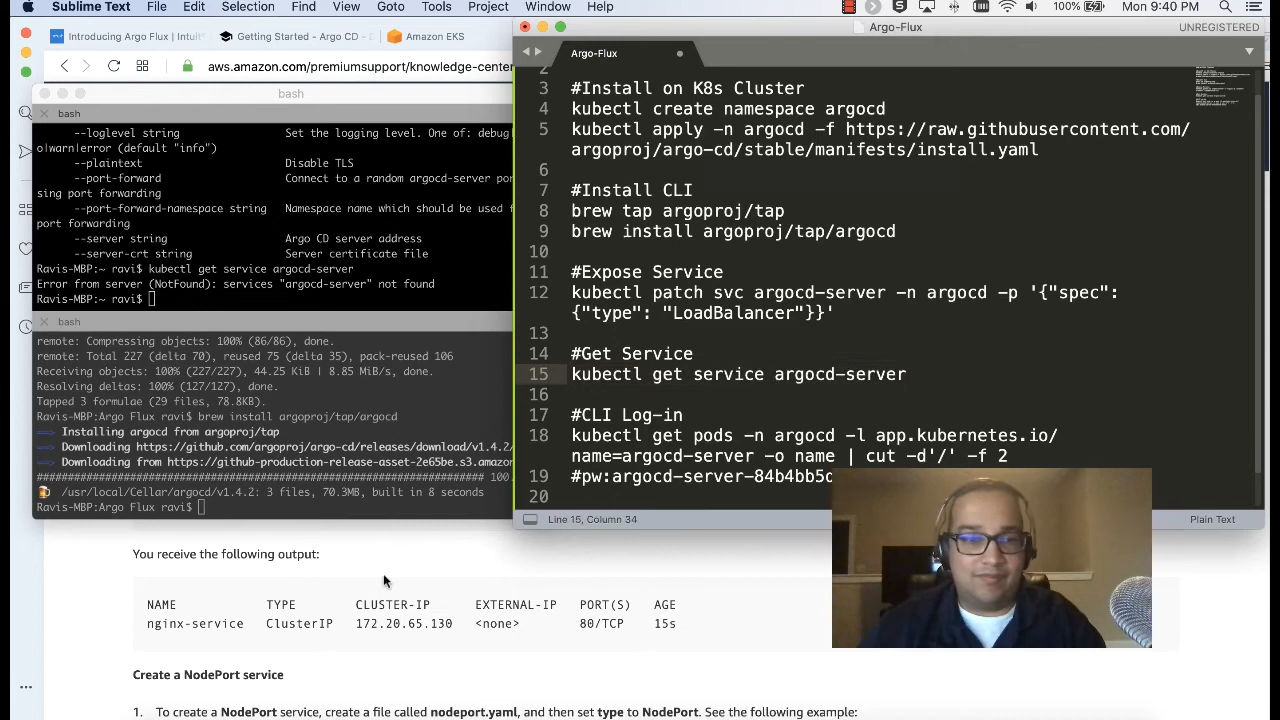 Sublime Text File Edit Selection Find View Goto Tools Project Window Help 100% Mon 9:40 PM
Introducing Argo Flux | Intuit
Getting Started - Argo CD - D
Amazon EKS
aws.amazon.com/premiumsupport/knowledge-center
Argo-Flux
UNREGISTERED
Argo-Flux
2
3 #Install on K8s Cluster
4 kubectl create namespace argocd
5 kubectl apply -n argocd -f https://raw.githubusercontent.com/
argoproj/argo-cd/stable/manifests/install.yaml
6
7 #Install CLI
8 brew tap argoproj/tap
9 brew install argoproj/tap/argocd
10
11 #Expose Service
12 kubectl patch svc argocd-server -n argocd -p '{"spec":
{"type": "LoadBalancer"}}'
13
14 #Get Service
15 kubectl get service argocd-server
16
17 #CLI Log-in
18 kubectl get pods -n argocd -l app.kubernetes.io/
name=argocd-server -o name | cut -d'/' -f 2
19 #pw:argocd-server-84b4bb5d
20
Line 15, Column 34
Plain Text
bash
bash
--loglevel string Set the logging level. One of: debug
o|warn|error (default "info")
--plaintext Disable TLS
--port-forward Connect to a random argocd-server por
sing port forwarding
--port-forward-namespace string Namespace name which should be used f
port forwarding
--server string Argo CD server address
--server-crt string Server certificate file
Ravis-MBP:~ ravi$ kubectl get service argocd-server
Error from server (NotFound): services "argocd-server" not found
Ravis-MBP:~ ravi$
bash
remote: Compressing objects: 100% (86/86), done.
remote: Total 227 (delta 70), reused 75 (delta 35), pack-reused 106
Receiving objects: 100% (227/227), 44.25 KiB | 8.85 MiB/s, done.
Resolving deltas: 100% (127/127), done.
Tapped 3 formulae (29 files, 78.8KB).
Ravis-MBP:Argo Flux ravi$ brew install argoproj/tap/argocd
==> Installing argocd from argoproj/tap
==> Downloading https://github.com/argoproj/argo-cd/releases/download/v1.4.2/
==> Downloading from https://github-production-release-asset-2e65be.s3.amazon
######################################################################## 100.
/usr/local/Cellar/argocd/v1.4.2: 3 files, 70.3MB, built in 8 seconds
Ravis-MBP:Argo Flux ravi$
You receive the following output:
NAME TYPE CLUSTER-IP EXTERNAL-IP PORT(S) AGE
nginx-service ClusterIP 172.20.65.130 <none> 80/TCP 15s
Create a NodePort service
1. To create a NodePort service, create a file called nodeport.yaml, and then set type to NodePort. See the following example: